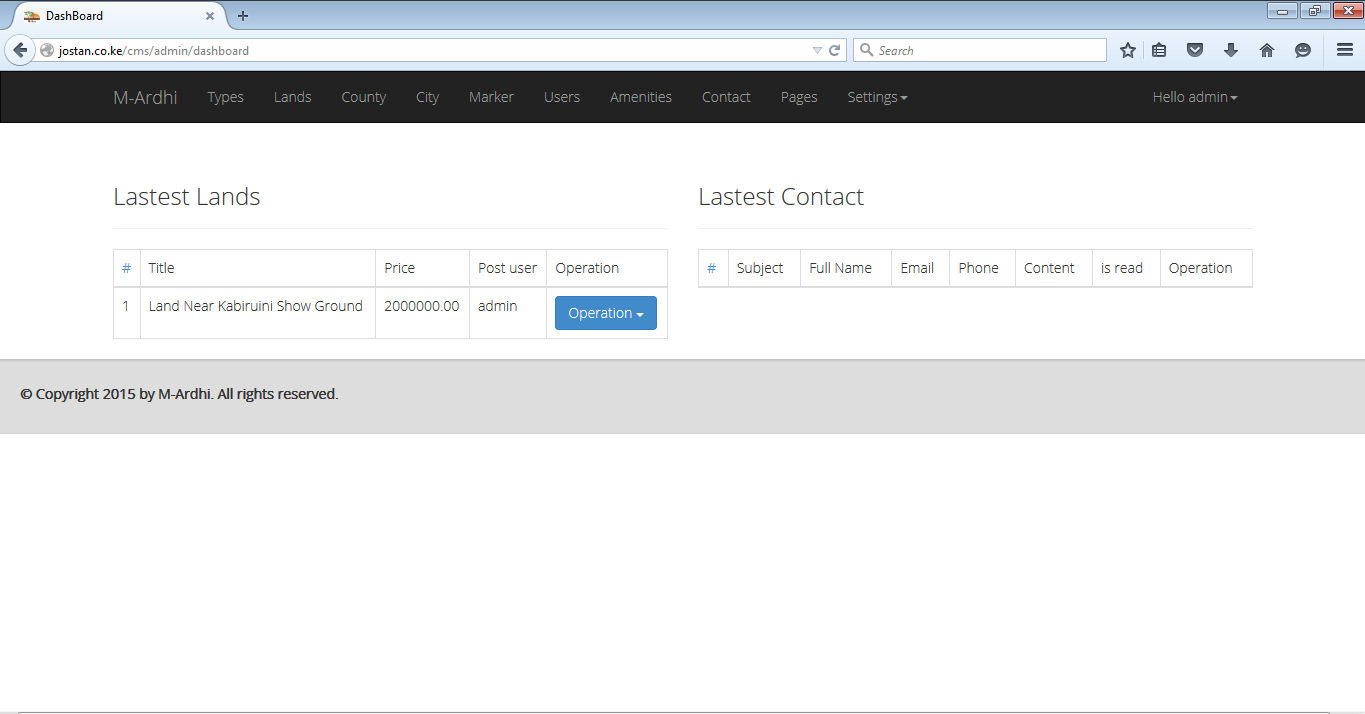 DashBoard
jostan.co.ke/cms/admin/dashboard
Search
M-Ardhi Types Lands County City Marker Users Amenities Contact Pages Settings Hello admin
Lastest Lands
# Title Price Post user Operation
1 Land Near Kabiruini Show Ground 2000000.00 admin Operation
Lastest Contact
# Subject Full Name Email Phone Content is read Operation
© Copyright 2015 by M-Ardhi. All rights reserved.